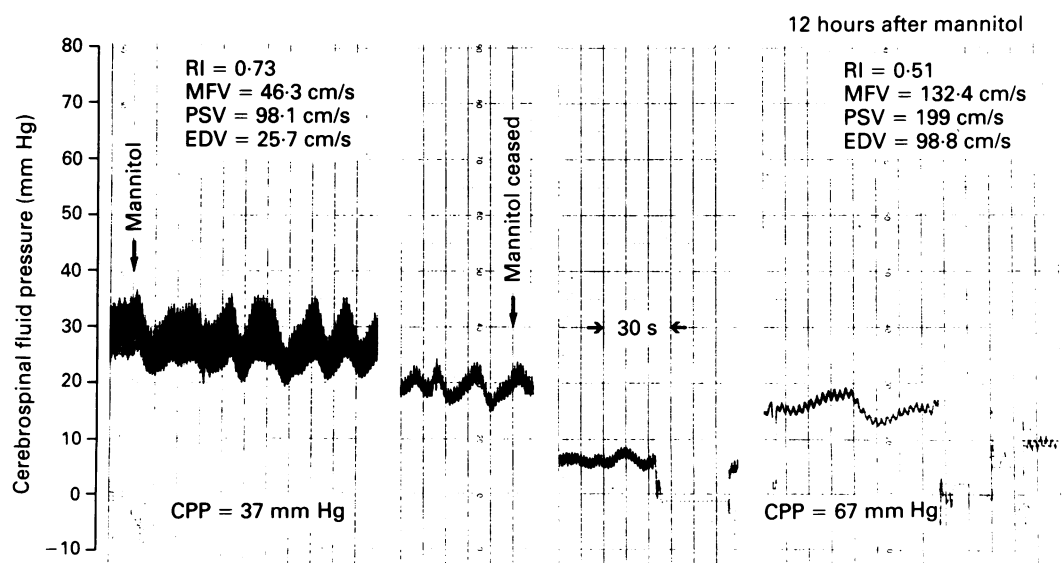 12 hours after mannitol
80
70
60
50
40
30
20
10
0
−10
Cerebrospinal fluid pressure (mm Hg)
RI = 0·73
MFV = 46·3 cm/s
PSV = 98·1 cm/s
EDV = 25·7 cm/s
Mannitol
Mannitol ceased
30 s
RI = 0·51
MFV = 132·4 cm/s
PSV = 199 cm/s
EDV = 98·8 cm/s
CPP = 37 mm Hg
CPP = 67 mm Hg